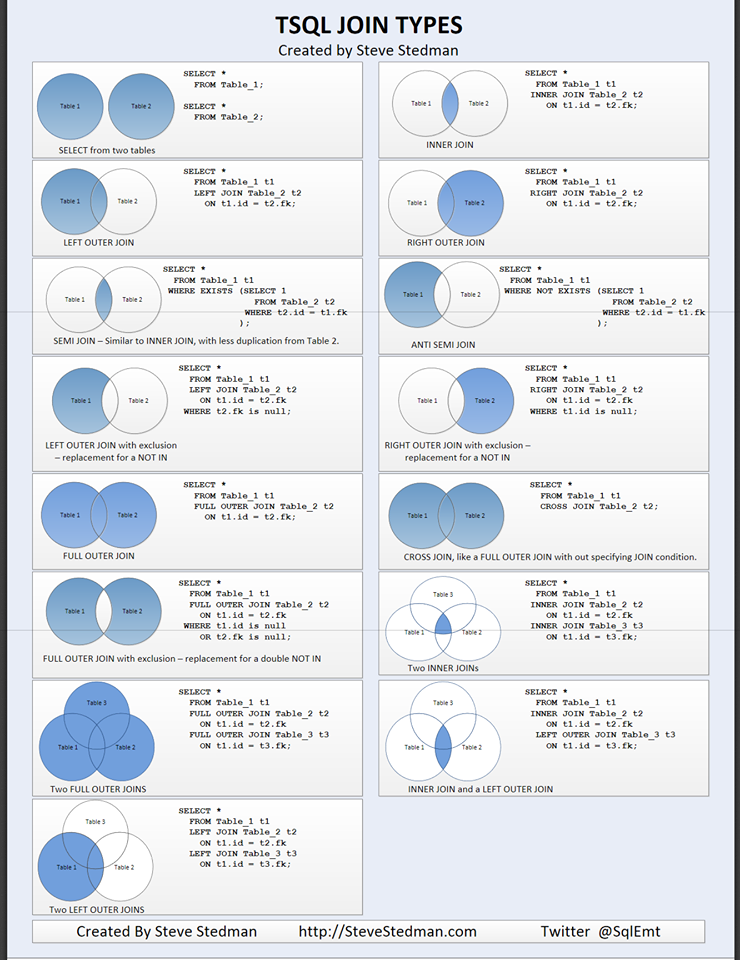 TSQL JOIN TYPES
Created by Steve Stedman
Table 1
Table 2
SELECT *
FROM Table_1;
SELECT *
FROM Table_2;
SELECT from two tables
Table 1
Table 2
SELECT *
FROM Table_1 t1
INNER JOIN Table_2 t2
ON t1.id = t2.fk;
INNER JOIN
Table 1
Table 2
SELECT *
FROM Table_1 t1
LEFT JOIN Table_2 t2
ON t1.id = t2.fk;
LEFT OUTER JOIN
Table 1
Table 2
SELECT *
FROM Table_1 t1
RIGHT JOIN Table_2 t2
ON t1.id = t2.fk;
RIGHT OUTER JOIN
Table 1
Table 2
SELECT *
FROM Table_1 t1
WHERE EXISTS (SELECT 1
FROM Table_2 t2
WHERE t2.id = t1.fk
);
SEMI JOIN – Similar to INNER JOIN, with less duplication from Table 2.
Table 1
Table 2
SELECT *
FROM Table_1 t1
WHERE NOT EXISTS (SELECT 1
FROM Table_2 t2
WHERE t2.id = t1.fk
);
ANTI SEMI JOIN
Table 1
Table 2
SELECT *
FROM Table_1 t1
LEFT JOIN Table_2 t2
ON t1.id = t2.fk
WHERE t2.fk is null;
LEFT OUTER JOIN with exclusion
– replacement for a NOT IN
Table 1
Table 2
SELECT *
FROM Table_1 t1
RIGHT JOIN Table_2 t2
ON t1.id = t2.fk
WHERE t1.id is null;
RIGHT OUTER JOIN with exclusion –
replacement for a NOT IN
Table 1
Table 2
SELECT *
FROM Table_1 t1
FULL OUTER JOIN Table_2 t2
ON t1.id = t2.fk;
FULL OUTER JOIN
Table 1
Table 2
SELECT *
FROM Table_1 t1
CROSS JOIN Table_2 t2;
CROSS JOIN, like a FULL OUTER JOIN with out specifying JOIN condition.
Table 1
Table 2
SELECT *
FROM Table_1 t1
FULL OUTER JOIN Table_2 t2
ON t1.id = t2.fk
WHERE t1.id is null
OR t2.fk is null;
FULL OUTER JOIN with exclusion – replacement for a double NOT IN
Table 3
Table 1
Table 2
SELECT *
FROM Table_1 t1
INNER JOIN Table_2 t2
ON t1.id = t2.fk
INNER JOIN Table_3 t3
ON t1.id = t3.fk;
Two INNER JOINs
Table 3
Table 1
Table 2
SELECT *
FROM Table_1 t1
FULL OUTER JOIN Table_2 t2
ON t1.id = t2.fk
FULL OUTER JOIN Table_3 t3
ON t1.id = t3.fk;
Two FULL OUTER JOINS
Table 3
Table 1
Table 2
SELECT *
FROM Table_1 t1
INNER JOIN Table_2 t2
ON t1.id = t2.fk
LEFT OUTER JOIN Table_3 t3
ON t1.id = t3.fk;
INNER JOIN and a LEFT OUTER JOIN
Table 3
Table 1
Table 2
SELECT *
FROM Table_1 t1
LEFT JOIN Table_2 t2
ON t1.id = t2.fk
LEFT JOIN Table_3 t3
ON t1.id = t3.fk;
Two LEFT OUTER JOINS
Created By Steve Stedman http://SteveStedman.com Twitter @SqlEmt